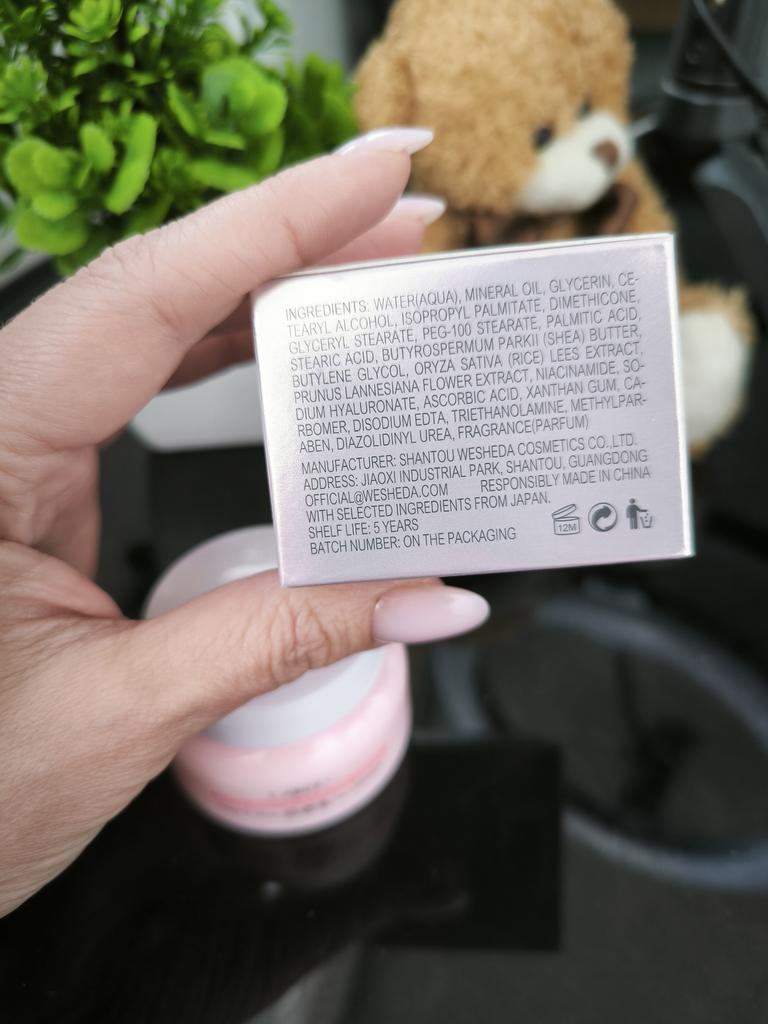 INGREDIENTS: WATER(AQUA), MINERAL OIL, GLYCERIN, CE-
TEARYL ALCOHOL, ISOPROPYL PALMITATE, DIMETHICONE,
GLYCERYL STEARATE, PEG-100 STEARATE, PALMITIC ACID,
STEARIC ACID, BUTYROSPERMUM PARKII (SHEA) BUTTER,
BUTYLENE GLYCOL, ORYZA SATIVA (RICE) LEES EXTRACT,
PRUNUS LANNESIANA FLOWER EXTRACT, NIACINAMIDE, SO-
DIUM HYALURONATE, ASCORBIC ACID, XANTHAN GUM, CA-
RBOMER, DISODIUM EDTA, TRIETHANOLAMINE, METHYLPAR-
ABEN, DIAZOLIDINYL UREA, FRAGRANCE(PARFUM)
MANUFACTURER: SHANTOU WESHEDA COSMETICS CO.,LTD.
ADDRESS: JIAOXI INDUSTRIAL PARK, SHANTOU, GUANGDONG
OFFICIAL@WESHEDA.COM RESPONSIBLY MADE IN CHINA
WITH SELECTED INGREDIENTS FROM JAPAN.
SHELF LIFE: 5 YEARS
BATCH NUMBER: ON THE PACKAGING
12M